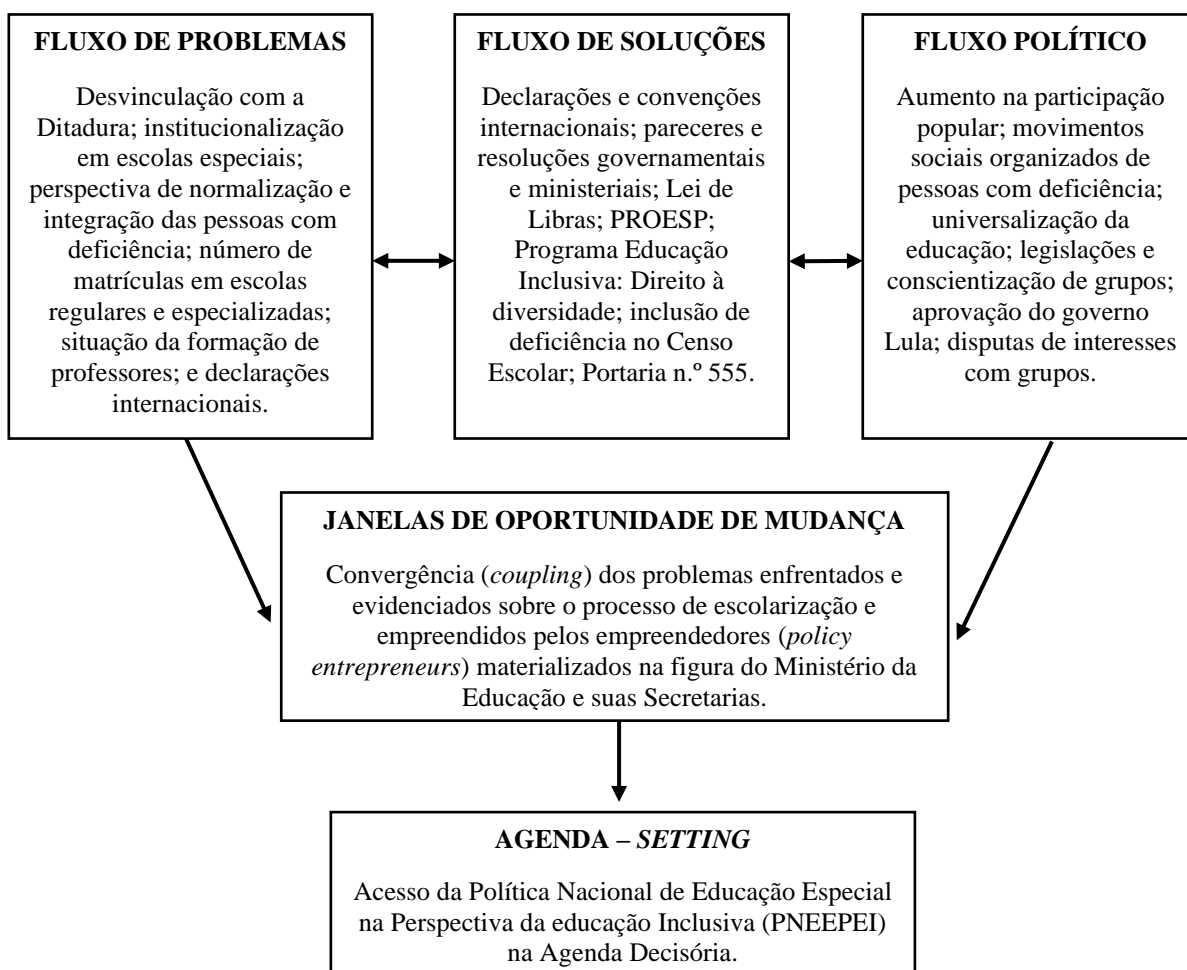 FLUXO DE PROBLEMAS
Desvinculação com a
Ditadura; institucionalização
em escolas especiais;
perspectiva de normalização e
integração das pessoas com
deficiência; número de
matrículas em escolas
regulares e especializadas;
situação da formação de
professores; e declarações
internacionais.
FLUXO DE SOLUÇÕES
Declarações e convenções
internacionais; pareceres e
resoluções governamentais
e ministeriais; Lei de
Libras; PROESP;
Programa Educação
Inclusiva: Direito à
diversidade; inclusão de
deficiência no Censo
Escolar; Portaria n.º 555.
FLUXO POLÍTICO
Aumento na participação
popular; movimentos
sociais organizados de
pessoas com deficiência;
universalização da
educação; legislações e
conscientização de grupos;
aprovação do governo
Lula; disputas de interesses
com grupos.
JANELAS DE OPORTUNIDADE DE MUDANÇA
Convergência (coupling) dos problemas enfrentados e
evidenciados sobre o processo de escolarização e
empreendidos pelos empreendedores (policy
entrepreneurs) materializados na figura do Ministério da
Educação e suas Secretarias.
AGENDA – SETTING
Acesso da Política Nacional de Educação Especial
na Perspectiva da educação Inclusiva (PNEEPEI)
na Agenda Decisória.